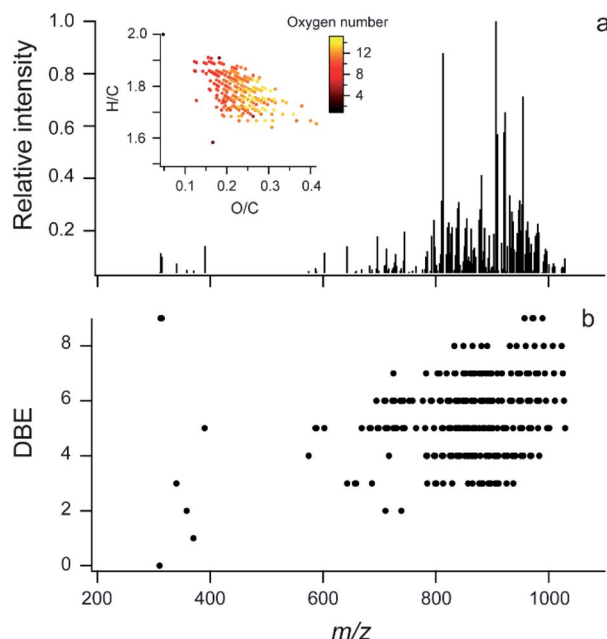 a
Relative intensity
1.0
0.8
0.6
0.4
0.2
H/C
2.0
1.8
1.6
0.1 0.2 0.3 0.4
O/C
Oxygen number
12
8
4
b
DBE
8
6
4
2
0
200 400 600 800 1000
m/z